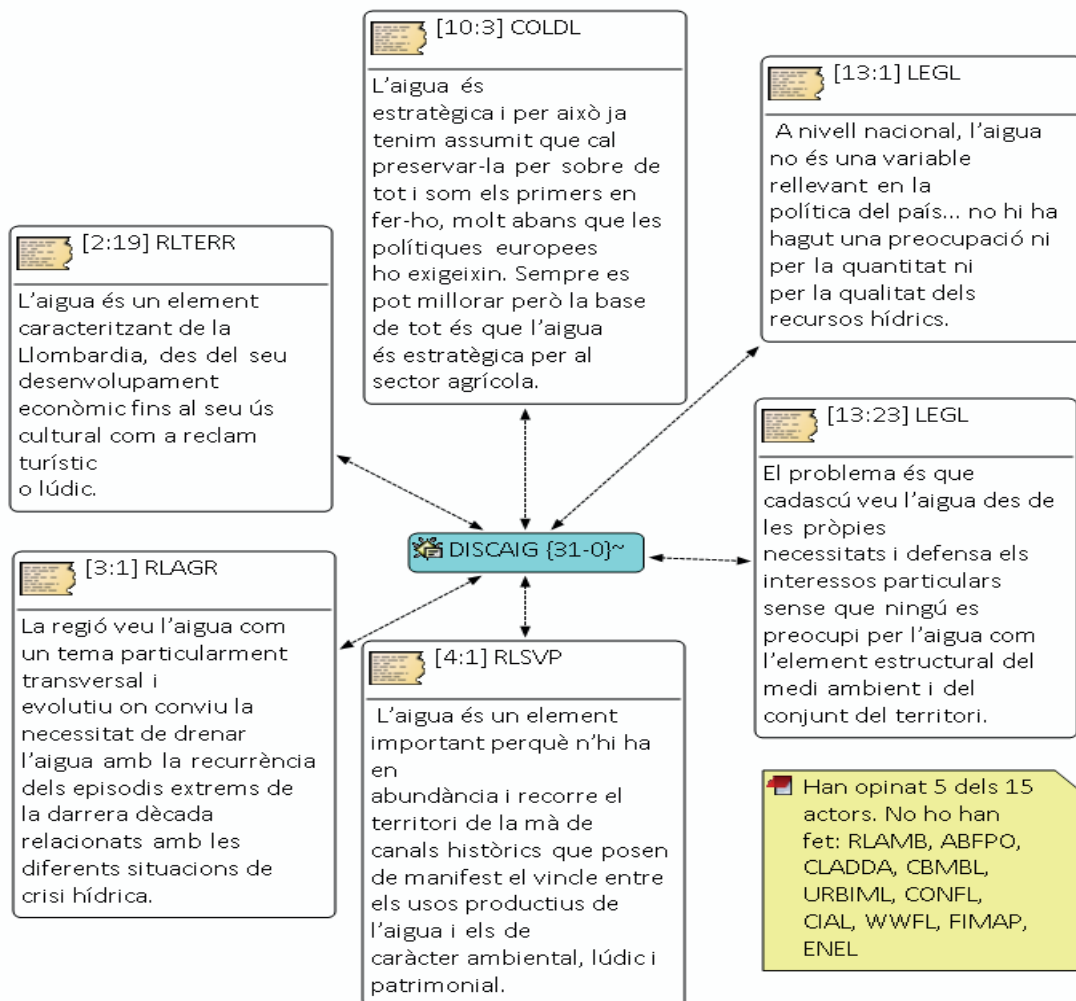 [10:3] COLDL
L'aigua és
estratègica i per això ja
tenim assumit que cal
preservar-la per sobre de
tot i som els primers en
fer-ho, molt abans que les
polítiques europees
ho exigeixin. Sempre es
pot millorar però la base
de tot és que l'aigua
és estratègica per al
sector agrícola.
[13:1] LEGL
A nivell nacional, l'aigua
no és una variable
rellevant en la
política del país... no hi ha
hagut una preocupació ni
per la quantitat ni
per la qualitat dels
recursos hídrics.
[2:19] RLTERR
L'aigua és un element
caracteritzant de la
Llombardia, des del seu
desenvolupament
econòmic fins al seu ús
cultural com a reclam
turístic
o lúdic.
[13:23] LEGL
El problema és que
cadascú veu l'aigua des de
les pròpies
necessitats i defensa els
interessos particulars
sense que ningú es
preocupi per l'aigua com
l'element estructural del
medi ambient i del
conjunt del territori.
DISCAIG {31-0}~
[3:1] RLAGR
La regió veu l'aigua com
un tema particularment
transversal i
evolutiu on conviu la
necessitat de drenar
l'aigua amb la recurrència
dels episodis extrems de
la darrera dècada
relacionats amb les
diferents situacions de
crisi hídrica.
[4:1] RLSVP
L'aigua és un element
important perquè n'hi ha
en
abundància i recorre el
territori de la mà de
canals històrics que posen
de manifest el vincle entre
els usos productius de
l'aigua i els de
caràcter ambiental, lúdic i
patrimonial.
Han opinat 5 dels 15
actors. No ho han
fet: RLAMB, ABFPO,
CLADDA, CBMBL,
URBIML, CONFL,
CIAL, WWFL, FIMAP,
ENEL